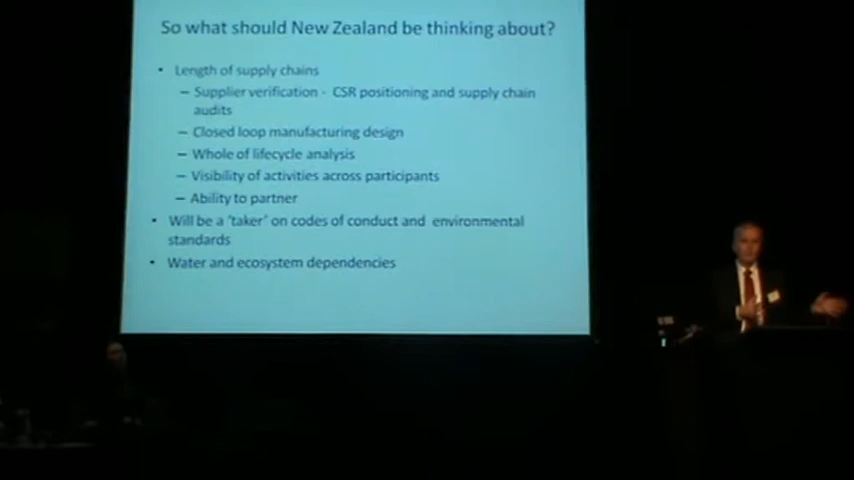 So what should New Zealand be thinking about?
• Length of supply chains
– Supplier verification - CSR positioning and supply chain
audits
– Closed loop manufacturing design
– Whole of lifecycle analysis
– Visibility of activities across participants
– Ability to partner
• Will be a 'taker' on codes of conduct and environmental
standards
• Water and ecosystem dependencies